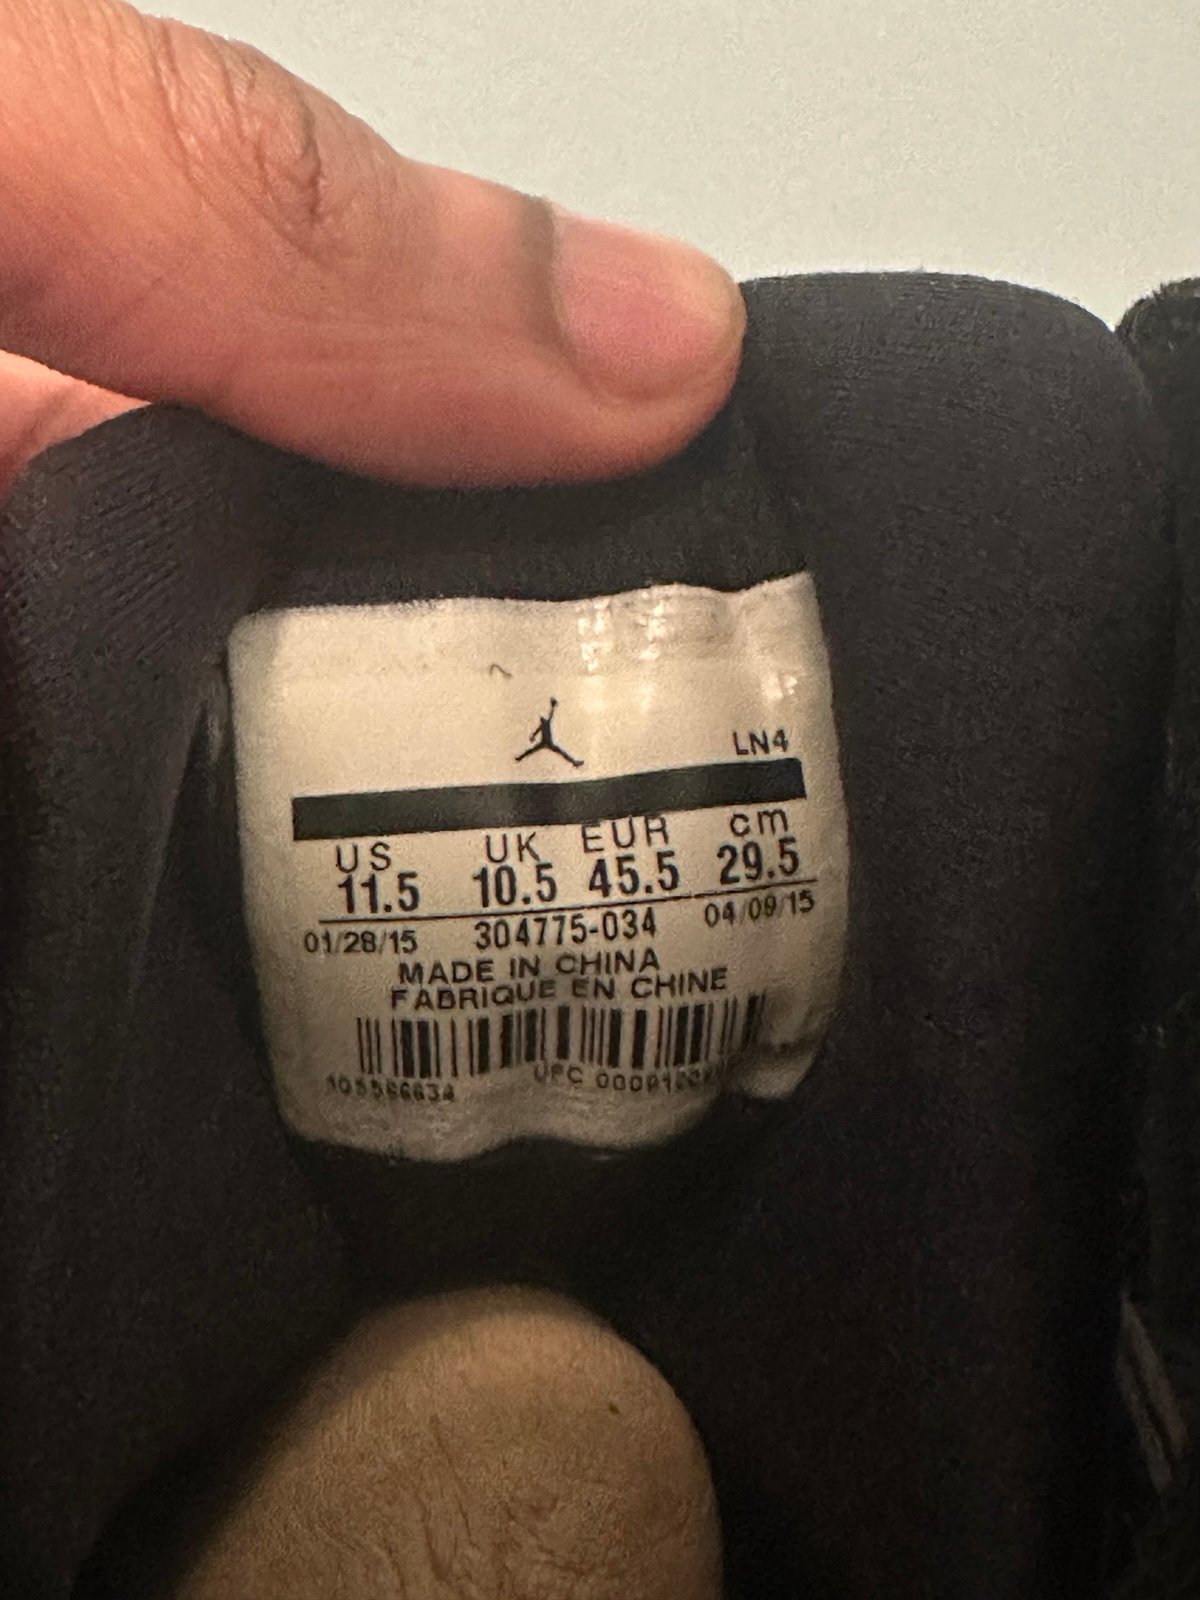 LN4
US UK EUR cm
11.5 10.5 45.5 29.5
01/28/15 304775-034 04/09/15
MADE IN CHINA
FABRIQUE EN CHINE
UPC